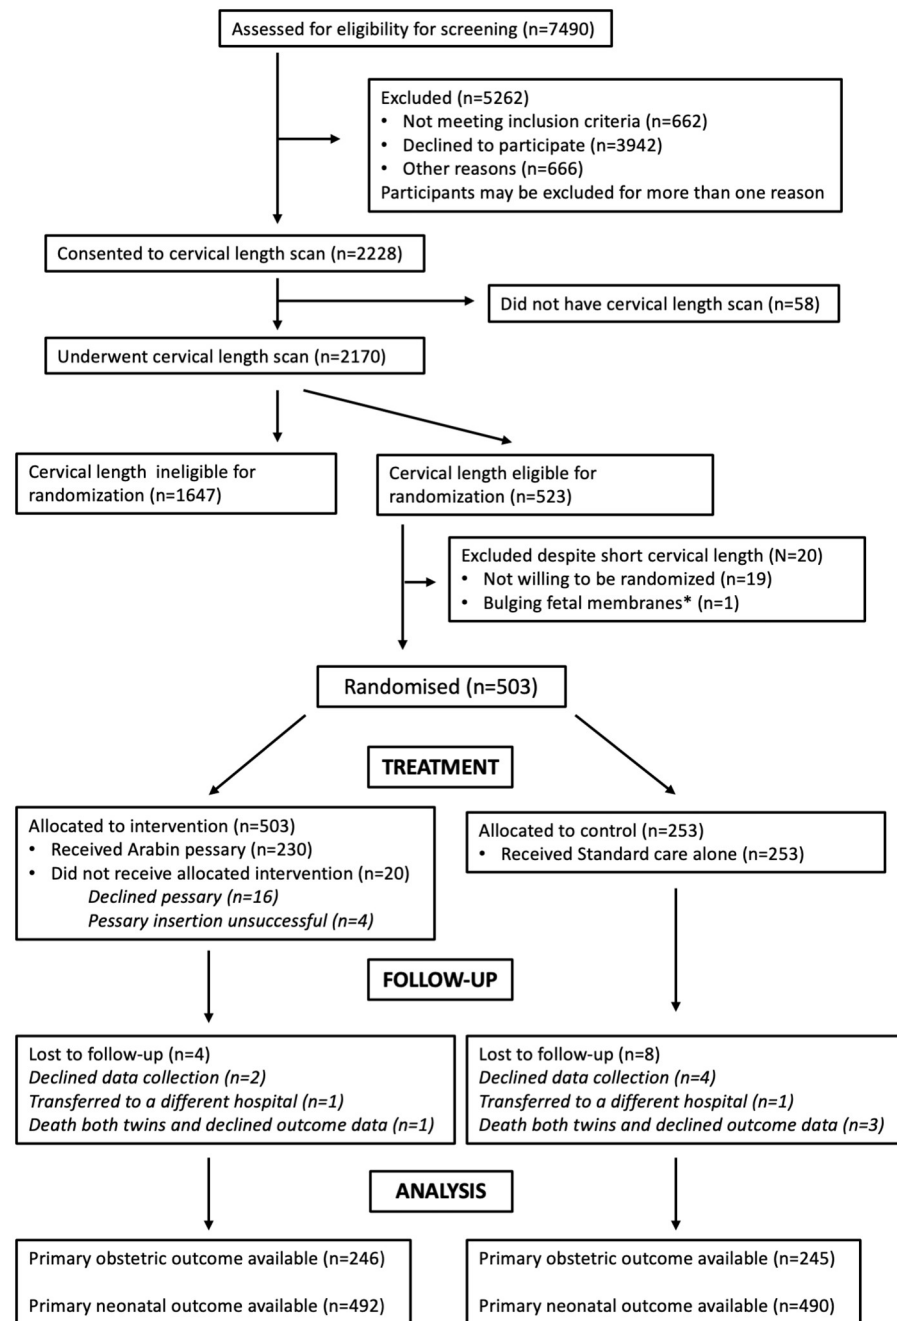 Assessed for eligibility for screening (n=7490)
Excluded (n=5262)
• Not meeting inclusion criteria (n=662)
• Declined to participate (n=3942)
• Other reasons (n=666)
Participants may be excluded for more than one reason
Consented to cervical length scan (n=2228)
Did not have cervical length scan (n=58)
Underwent cervical length scan (n=2170)
Cervical length ineligible for
randomization (n=1647)
Cervical length eligible for
randomization (n=523)
Excluded despite short cervical length (N=20)
• Not willing to be randomized (n=19)
• Bulging fetal membranes* (n=1)
Randomised (n=503)
TREATMENT
Allocated to intervention (n=503)
• Received Arabin pessary (n=230)
• Did not receive allocated intervention (n=20)
Declined pessary (n=16)
Pessary insertion unsuccessful (n=4)
Allocated to control (n=253)
• Received Standard care alone (n=253)
FOLLOW-UP
Lost to follow-up (n=4)
Declined data collection (n=2)
Transferred to a different hospital (n=1)
Death both twins and declined outcome data (n=1)
Lost to follow-up (n=8)
Declined data collection (n=4)
Transferred to a different hospital (n=1)
Death both twins and declined outcome data (n=3)
ANALYSIS
Primary obstetric outcome available (n=246)
Primary neonatal outcome available (n=492)
Primary obstetric outcome available (n=245)
Primary neonatal outcome available (n=490)